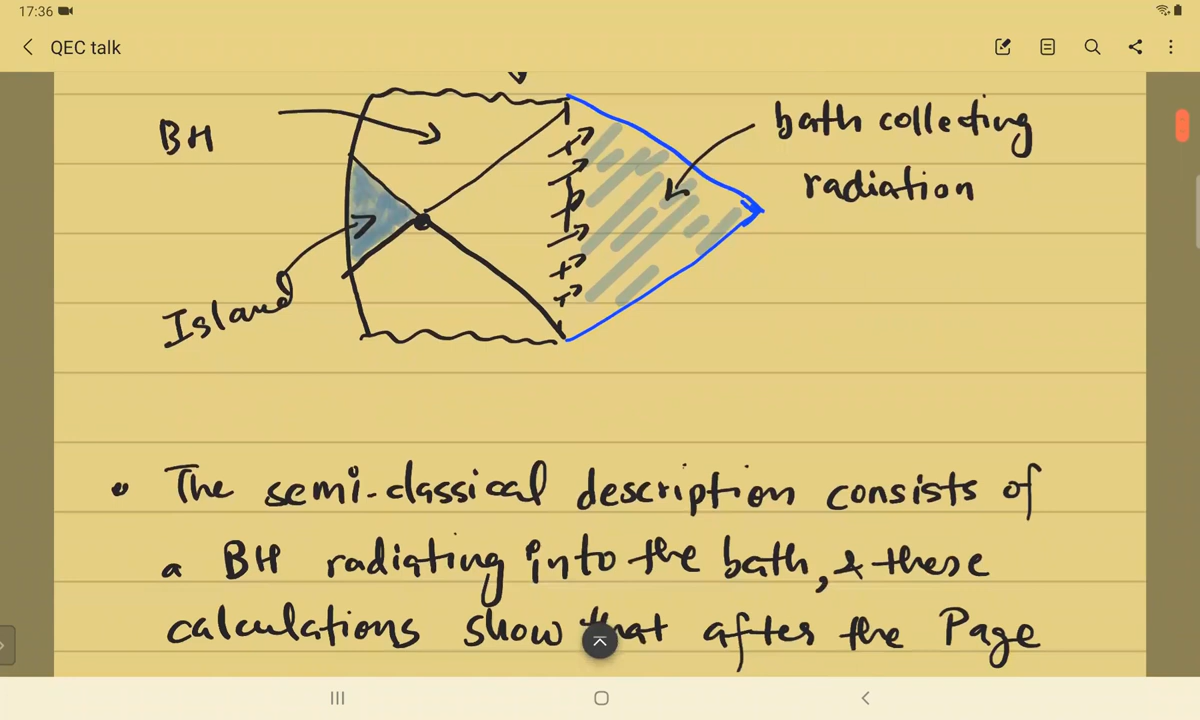 17:36
QEC talk
BH
bath collecting
radiation
Island
• The semi-classical description consists of
a BH radiating into the bath, & these
calculations show that after the Page